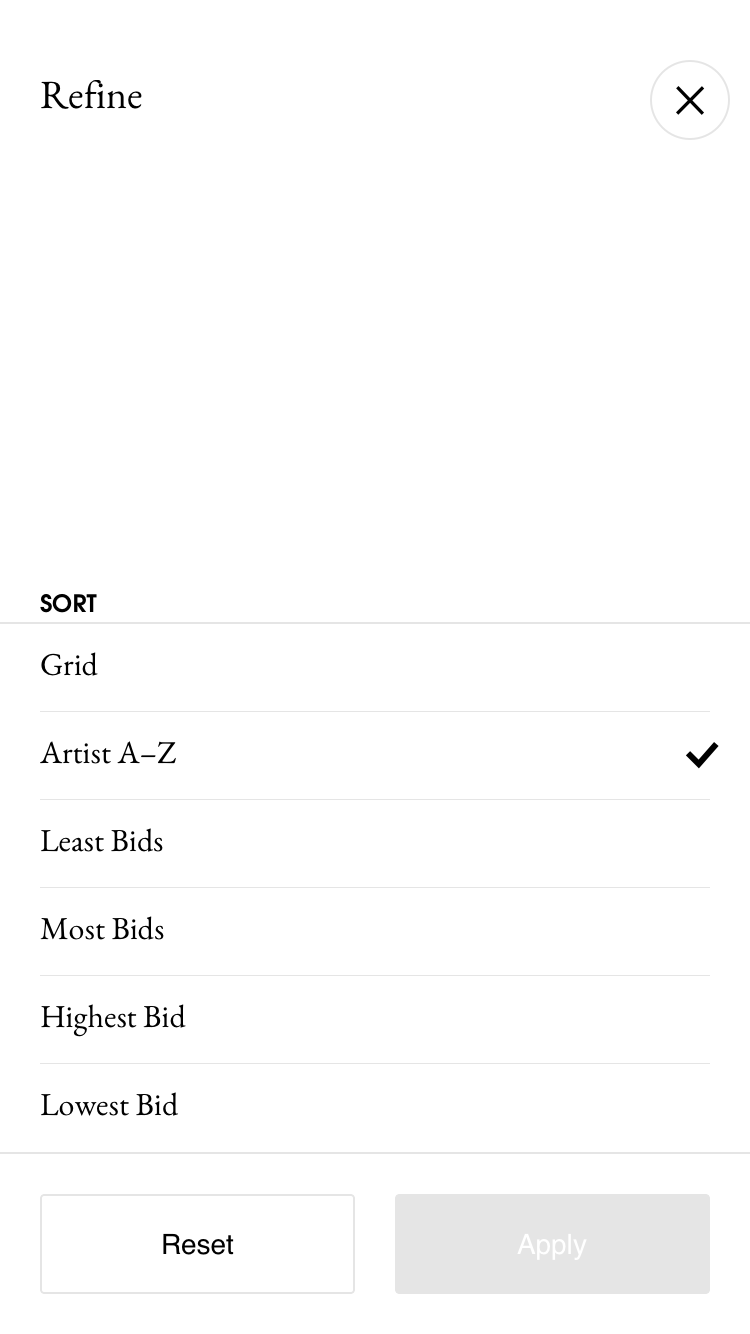 Refine
SORT
Grid
Artist A–Z
Least Bids
Most Bids
Highest Bid
Lowest Bid
Reset
Apply